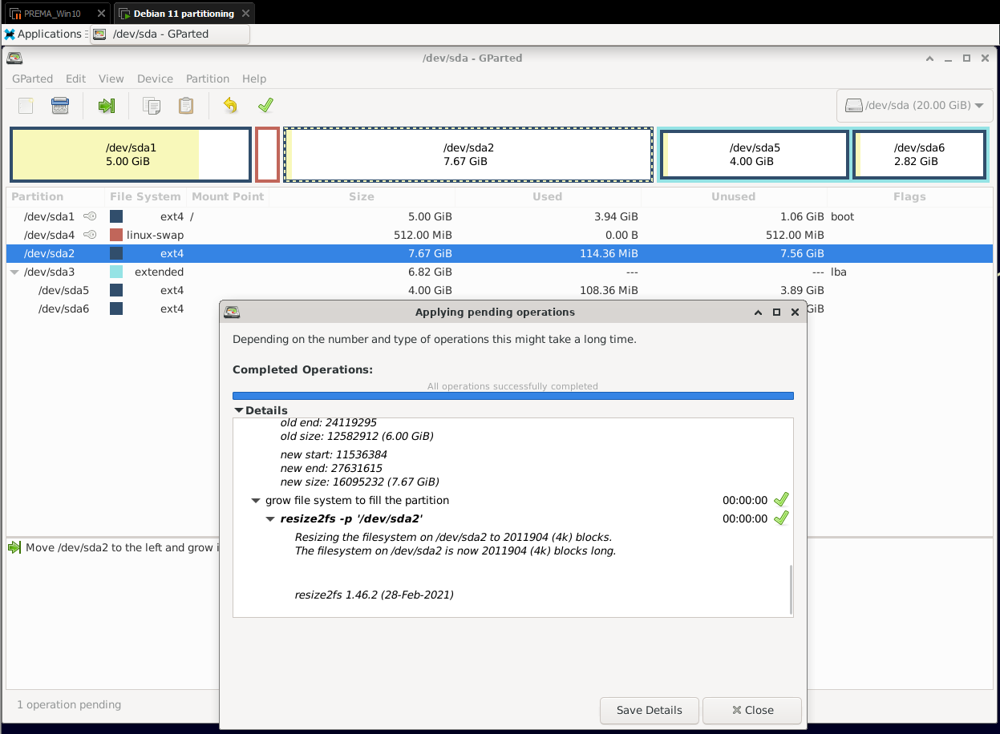 PREMA_Win10
Debian 11 partitioning
Applications
/dev/sda - GParted
/dev/sda - GParted
GParted Edit View Device Partition Help
/dev/sda (20.00 GiB)
/dev/sda1
5.00 GiB
/dev/sda2
7.67 GiB
/dev/sda5
4.00 GiB
/dev/sda6
2.82 GiB
Partition File System Mount Point Size Used Unused Flags
/dev/sda1 ext4 / 5.00 GiB 3.94 GiB 1.06 GiB boot
/dev/sda4 linux-swap 512.00 MiB 0.00 B 512.00 MiB
/dev/sda2 ext4 7.67 GiB 114.36 MiB 7.56 GiB
/dev/sda3 extended 6.82 GiB --- --- lba
/dev/sda5 ext4 4.00 GiB 108.36 MiB 3.89 GiB
/dev/sda6 ext4 GiB
Applying pending operations
Depending on the number and type of operations this might take a long time.
Completed Operations:
All operations successfully completed
Details
old end: 24119295
old size: 12582912 (6.00 GiB)
new start: 11536384
new end: 27631615
new size: 16095232 (7.67 GiB)
grow file system to fill the partition 00:00:00
resize2fs -p '/dev/sda2' 00:00:00
Resizing the filesystem on /dev/sda2 to 2011904 (4k) blocks.
The filesystem on /dev/sda2 is now 2011904 (4k) blocks long.
resize2fs 1.46.2 (28-Feb-2021)
Move /dev/sda2 to the left and grow i
1 operation pending
Save Details
Close